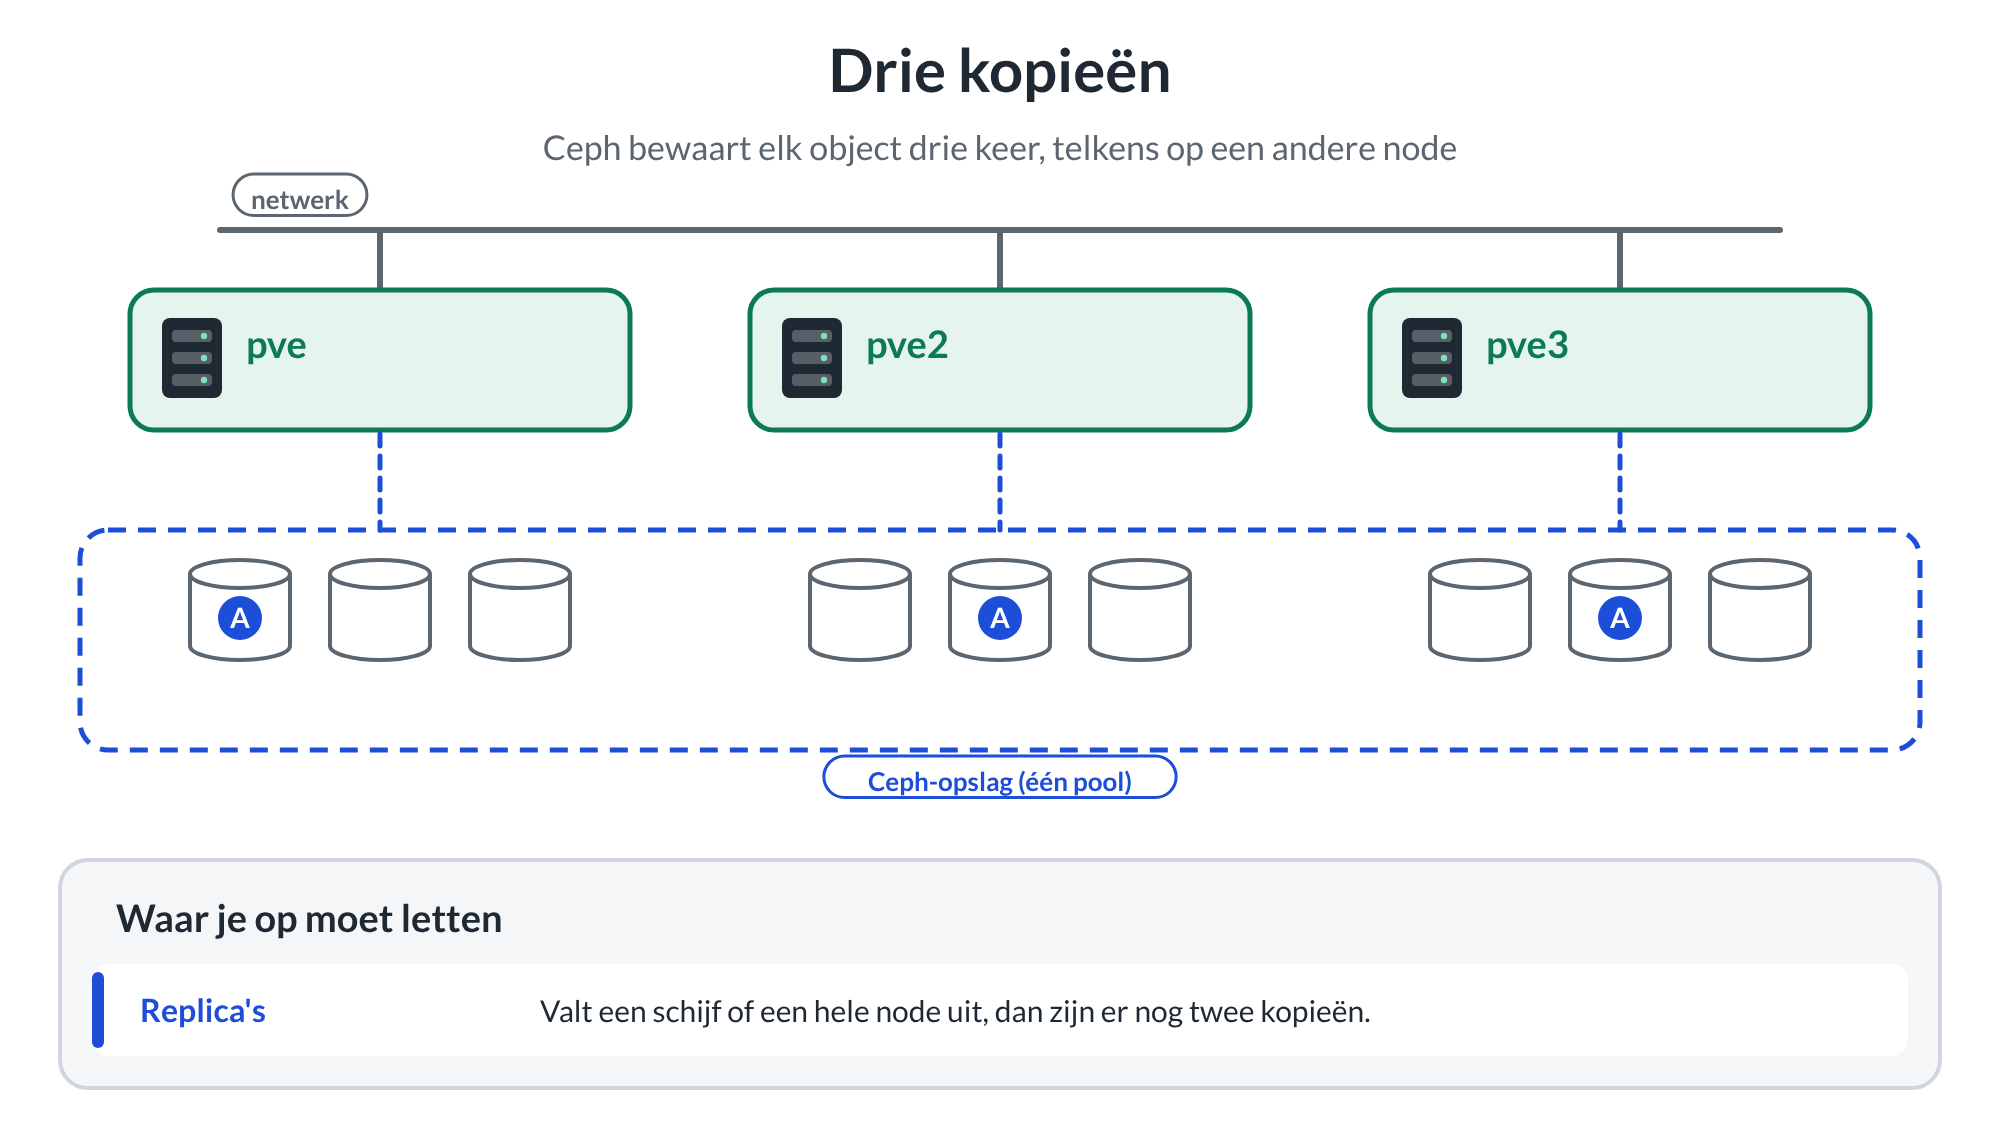 Drie kopieën
Ceph bewaart elk object drie keer, telkens op een andere node
netwerk
pve
pve2
pve3
A
A
A
Ceph-opslag (één pool)
Waar je op moet letten
Replica's
Valt een schijf of een hele node uit, dan zijn er nog twee kopieën.